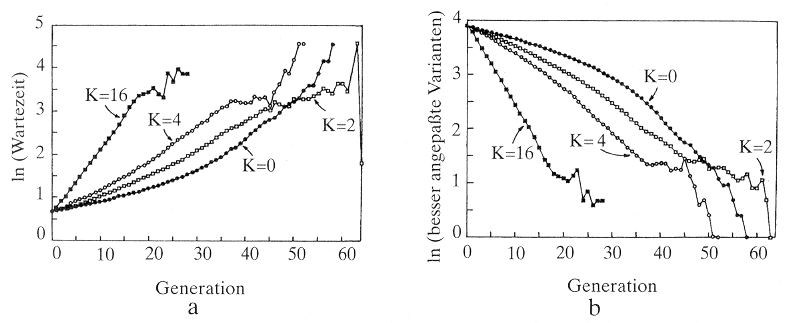 ln (Wartezeit)
5
4
3
2
1
0
K=16
K=4
K=2
K=0
0 10 20 30 40 50 60
Generation
a
ln (besser angepaßte Varianten)
4
3
2
1
0
K=0
K=16
K= 4
K=2
0 10 20 30 40 50 60
Generation
b